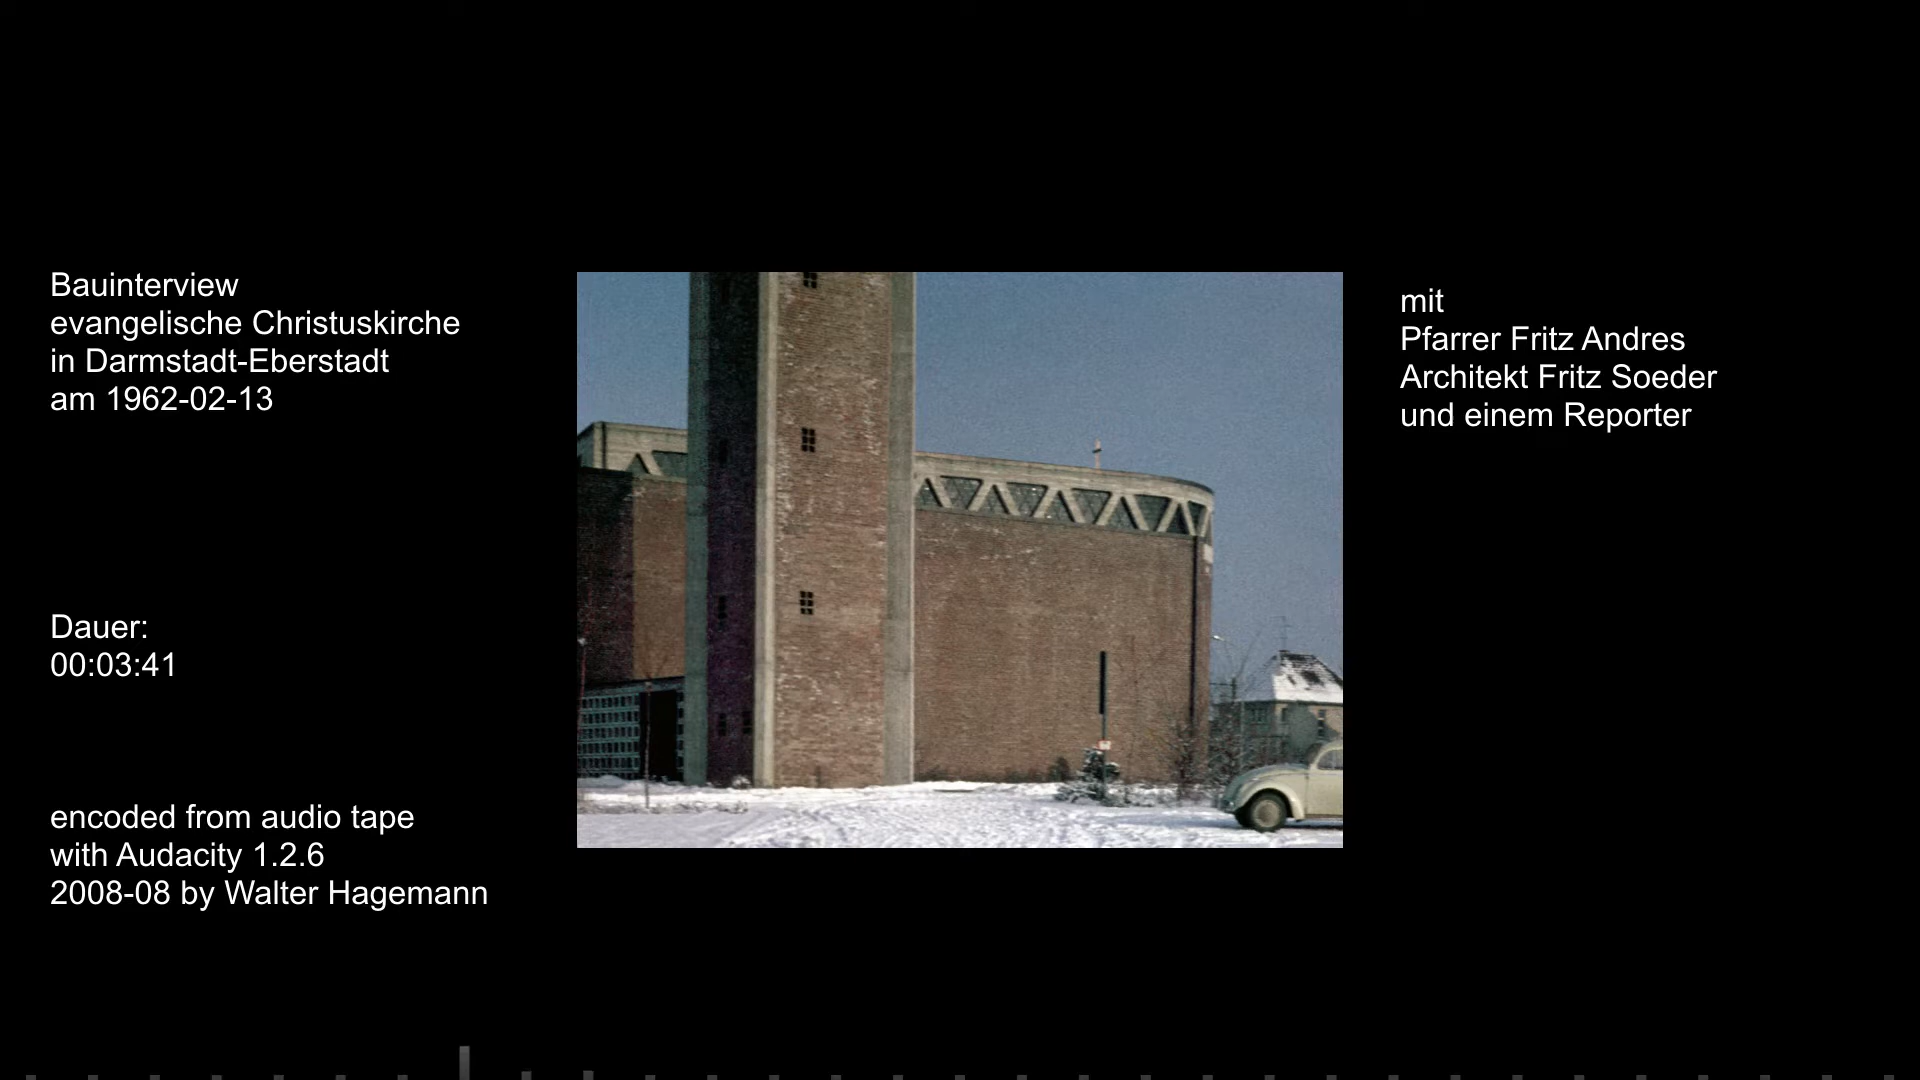 Bauinterview
evangelische Christuskirche
in Darmstadt-Eberstadt
am 1962-02-13
Dauer:
00:03:41
encoded from audio tape
with Audacity 1.2.6
2008-08 by Walter Hagemann
mit
Pfarrer Fritz Andres
Architekt Fritz Soeder
und einem Reporter